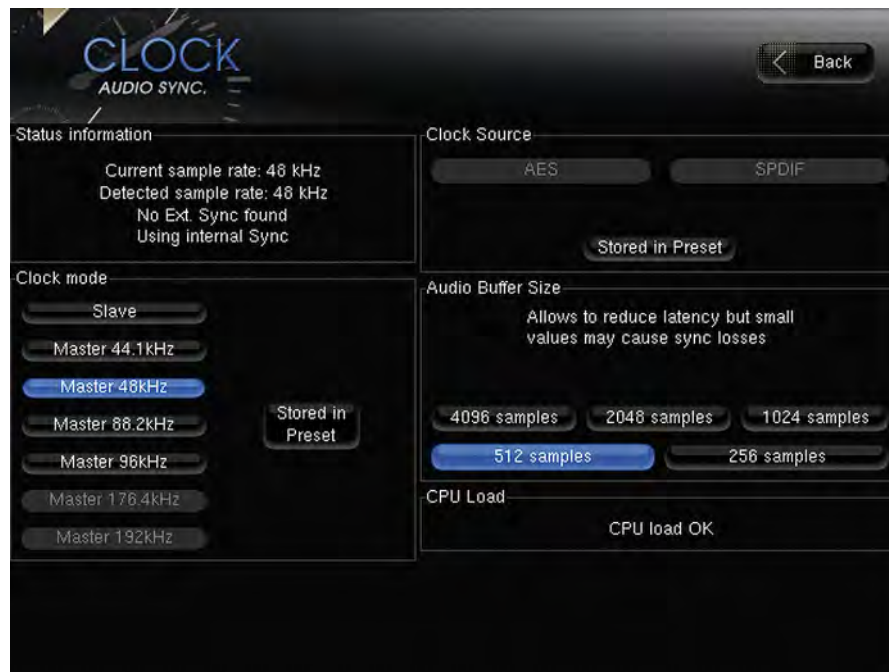 CLOCK
AUDIO SYNC.
Back
Status information
Current sample rate: 48 kHz
Detected sample rate: 48 kHz
No Ext. Sync found
Using internal Sync
Clock mode
Slave
Master 44.1kHz
Master 48kHz
Master 88.2kHz
Master 96kHz
Master 176.4kHz
Master 192kHz
Stored in
Preset
Clock Source
AES
SPDIF
Stored in Preset
Audio Buffer Size
Allows to reduce latency but small
values may cause sync losses
4096 samples
2048 samples
1024 samples
512 samples
256 samples
CPU Load
CPU load OK